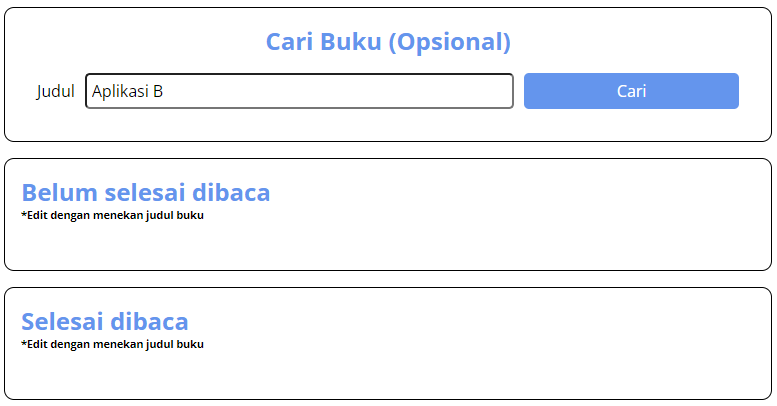 Cari Buku (Opsional)
Judul Aplikasi B Cari
Belum selesai dibaca
*Edit dengan menekan judul buku
Selesai dibaca
*Edit dengan menekan judul buku